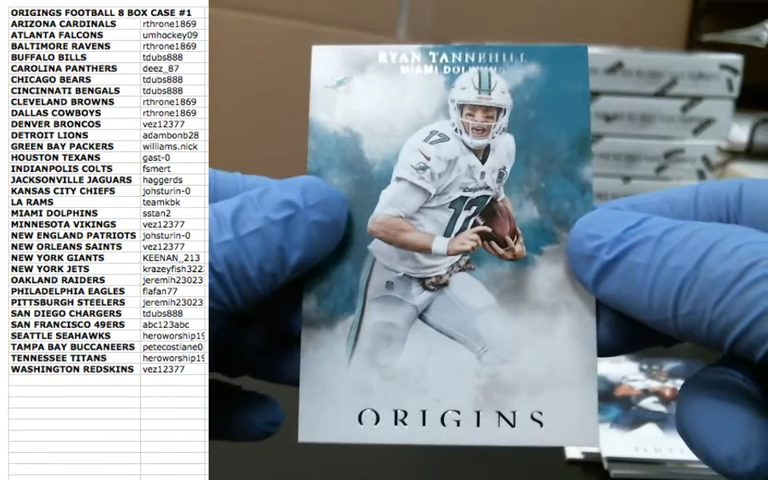 ORIGINGS FOOTBALL 8 BOX CASE #1
ARIZONA CARDINALS rthrone1869
ATLANTA FALCONS umhockey09
BALTIMORE RAVENS rthrone1869
BUFFALO BILLS tdubs888
CAROLINA PANTHERS deez_87
CHICAGO BEARS tdubs888
CINCINNATI BENGALS tdubs888
CLEVELAND BROWNS rthrone1869
DALLAS COWBOYS rthrone1869
DENVER BRONCOS vez12377
DETROIT LIONS adambonb28
GREEN BAY PACKERS williams.nick
HOUSTON TEXANS gast-0
INDIANPOLIS COLTS fsmert
JACKSONVILLE JAGUARS haggerds
KANSAS CITY CHIEFS johsturin-0
LA RAMS teamkbk
MIAMI DOLPHINS sstan2
MINNESOTA VIKINGS vez12377
NEW ENGLAND PATRIOTS johsturin-0
NEW ORLEANS SAINTS vez12377
NEW YORK GIANTS KEENAN_213
NEW YORK JETS krazeyfish322
OAKLAND RAIDERS jeremih23023
PHILADELPHIA EAGLES flafan77
PITTSBURGH STEELERS jeremih23023
SAN DIEGO CHARGERS tdubs888
SAN FRANCISCO 49ERS abc123abc
SEATTLE SEAHAWKS heroworship19
TAMPA BAY BUCCANEERS petecostiane0
TENNESSEE TITANS heroworship19
WASHINGTON REDSKINS vez12377
RYAN TANNEHILL
MIAMI DOLPHINS
17
17
ORIGINS